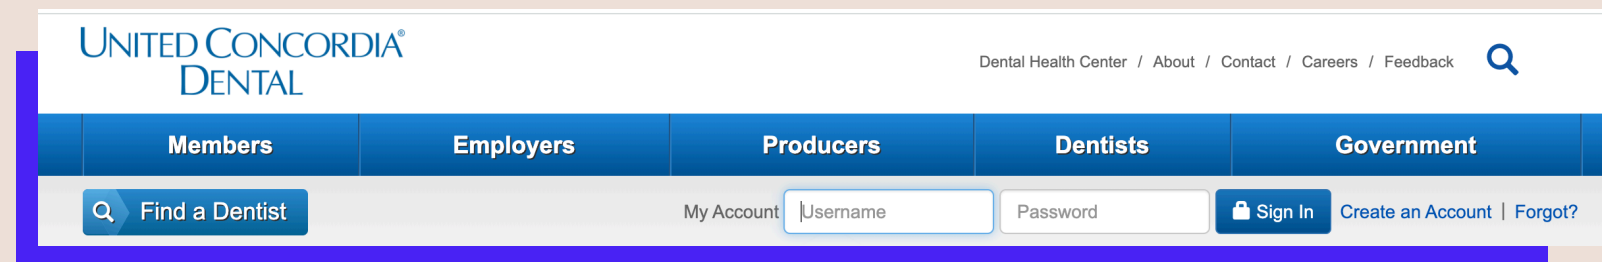 UNITED CONCORDIA®
DENTAL
Dental Health Center / About / Contact / Careers / Feedback
Members Employers Producers Dentists Government
Find a Dentist My Account Username Password Sign In Create an Account | Forgot?